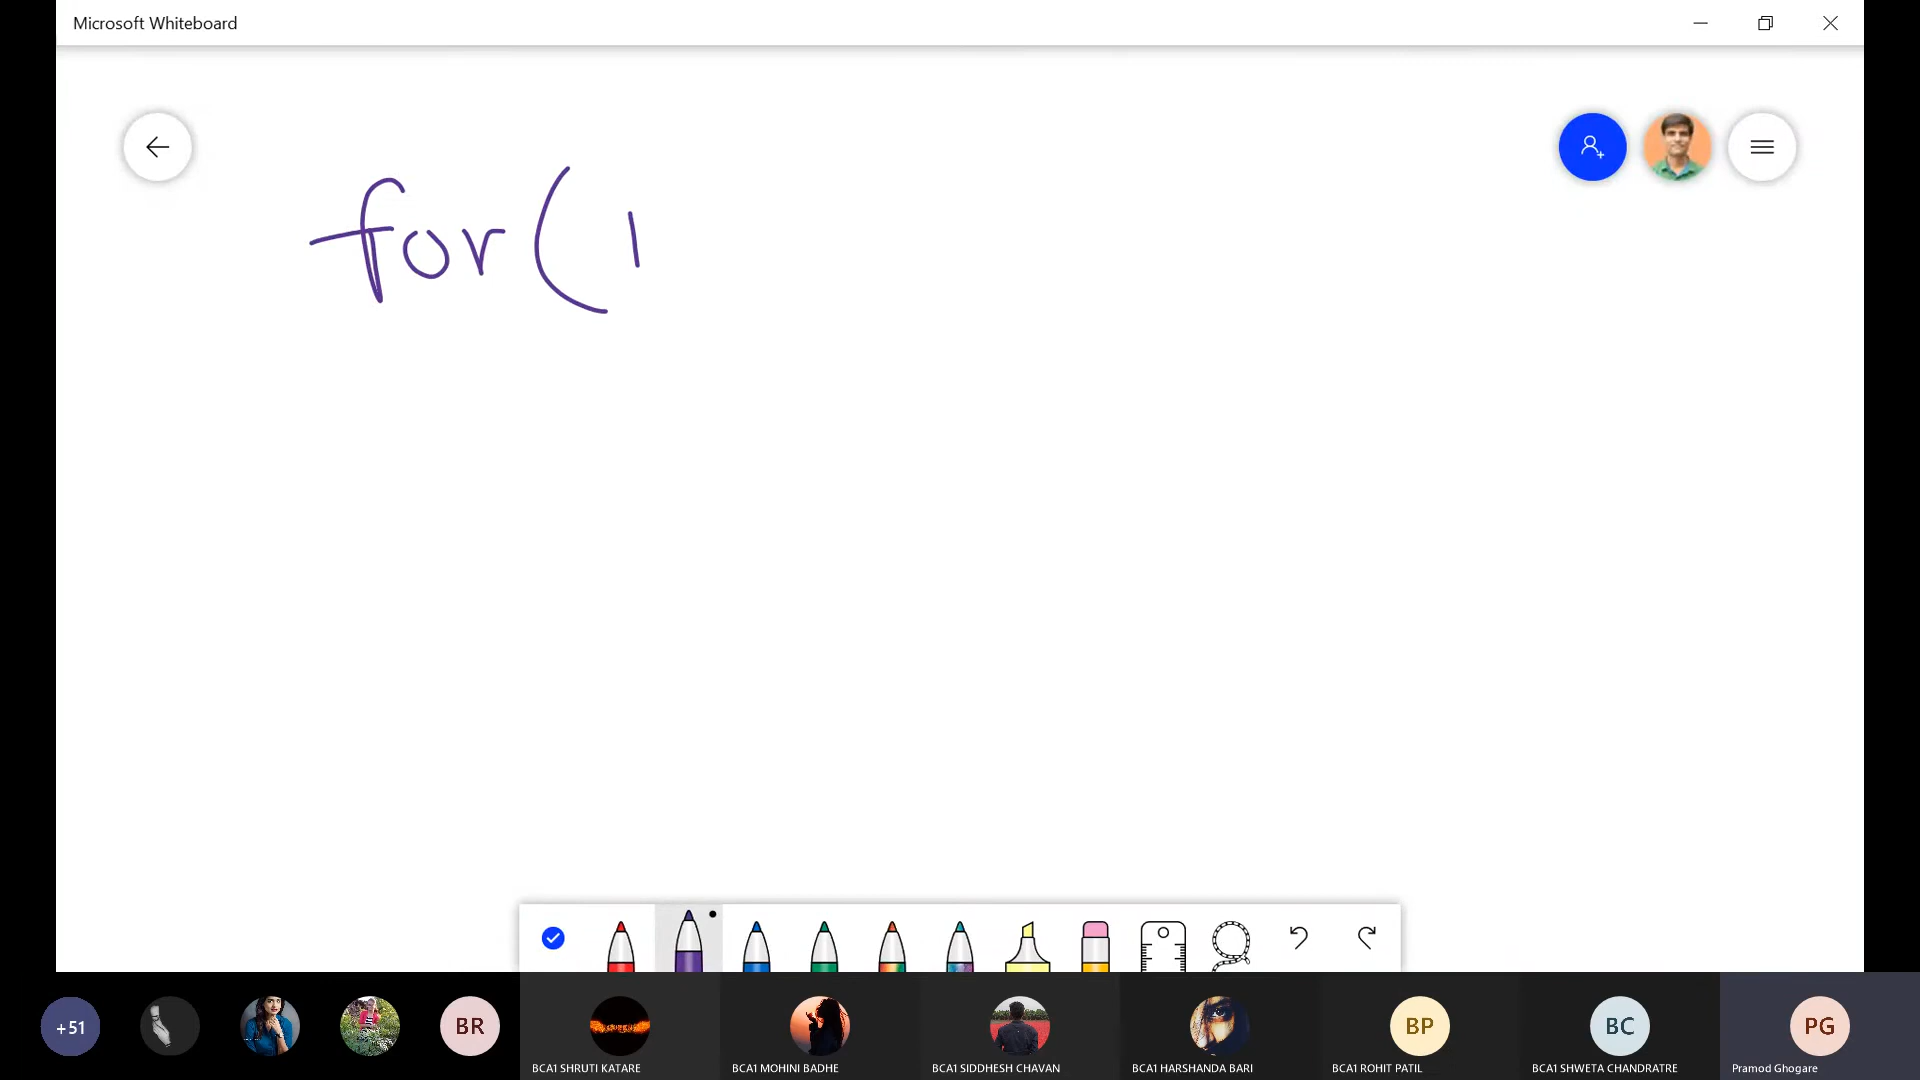 Microsoft Whiteboard
for( I
+51
BR
BP
BC
PG
BCA1 SHRUTI KATARE
BCA1 MOHINI BADHE
BCA1 SIDDHESH CHAVAN
BCA1 HARSHANDA BARI
BCA1 ROHIT PATIL
BCA1 SHWETA CHANDRATRE
Pramod Ghogare